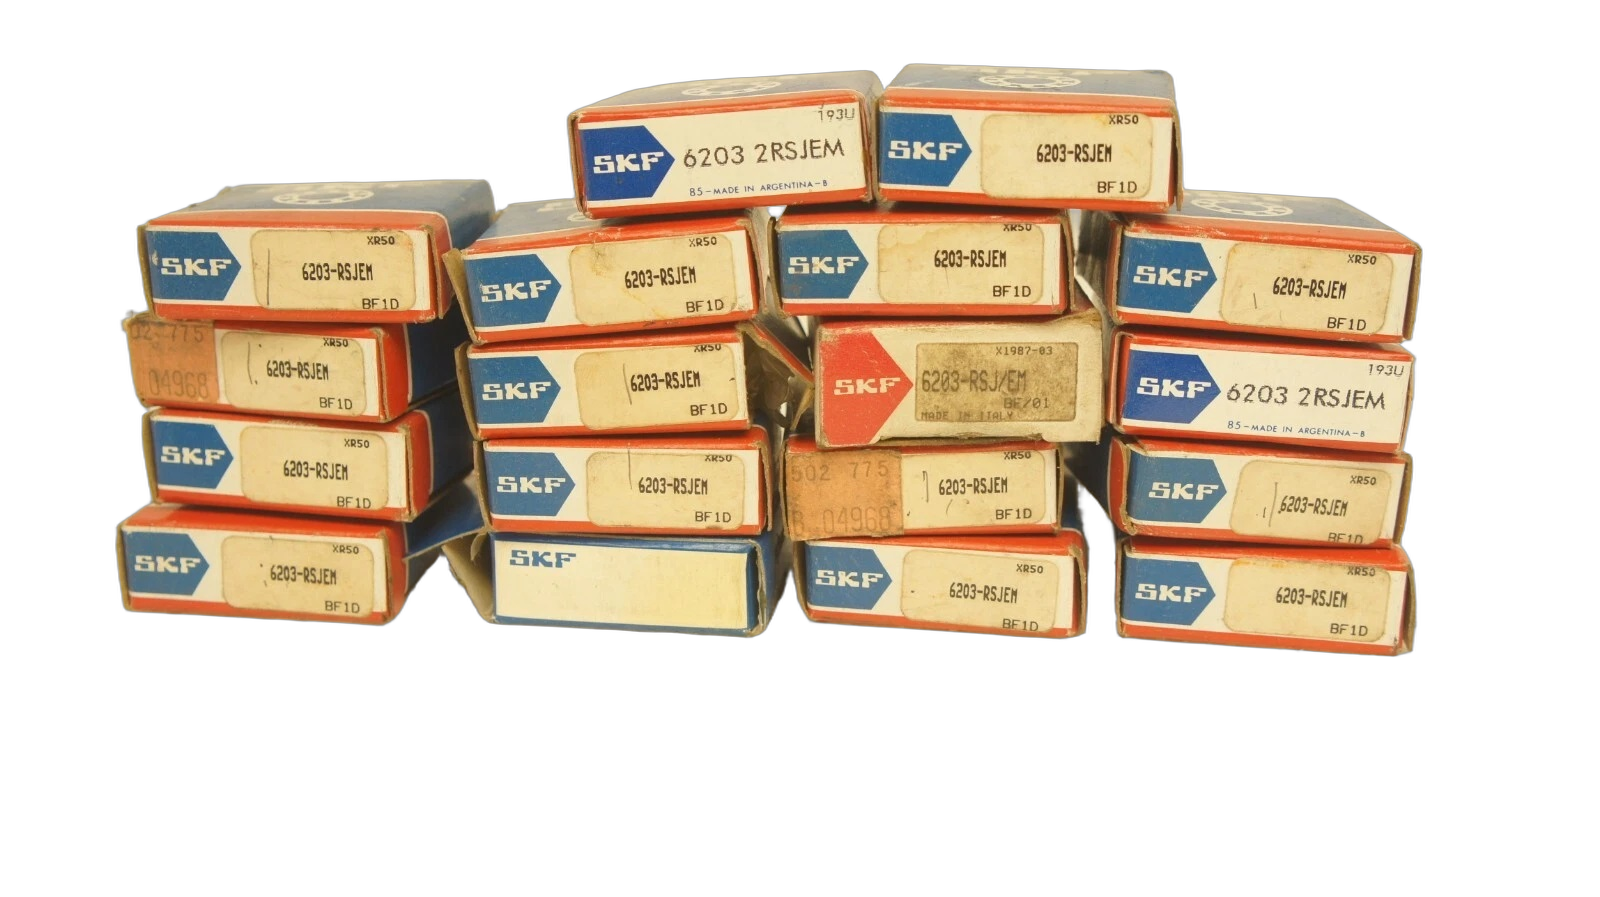 193U
SKF 6203 2RSJEM
85-MADE IN ARGENTINA-B
XR50
SKF 6203-RSJEM
BF1D
XR50
SKF 6203-RSJEM
BF1D
XR50
SKF 6203-RSJEM
BF1D
XR50
SKF 6203-RSJEM
BF1D
XR50
SKF 6203-RSJEM
BF1D
775
04968
XR50
6203-RSJEM
BF1D
XR50
SKF 6203-RSJEM
BF1D
X1987-03
SKF 6203-RSJ/EM
BF/01
MADE IN ITALY
193U
SKF 6203 2RSJEM
85-MADE IN ARGENTINA-B
XR50
SKF 6203-RSJEM
BF1D
XR50
SKF 6203-RSJEM
BF1D
502 775
04968
XR50
6203-RSJEM
BF1D
XR50
SKF 6203-RSJEM
BF1D
XR50
SKF 6203-RSJEM
BF1D
SKF
XR50
SKF 6203-RSJEM
BF1D
XR50
SKF 6203-RSJEM
BF1D